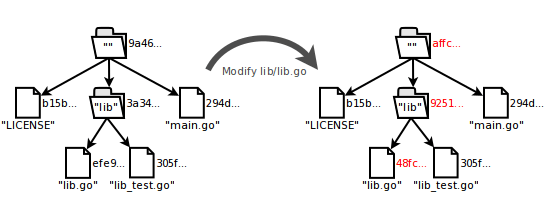 "" 9a46...
b15b...
"LICENSE"
"lib" 3a34...
294d...
"main.go"
efe9...
"lib.go"
305f...
"lib_test.go"
Modify lib/lib.go
"" affc...
b15b...
"LICENSE"
"lib" 9251...
294d...
"main.go"
48fc...
"lib.go"
305f...
"lib_test.go"